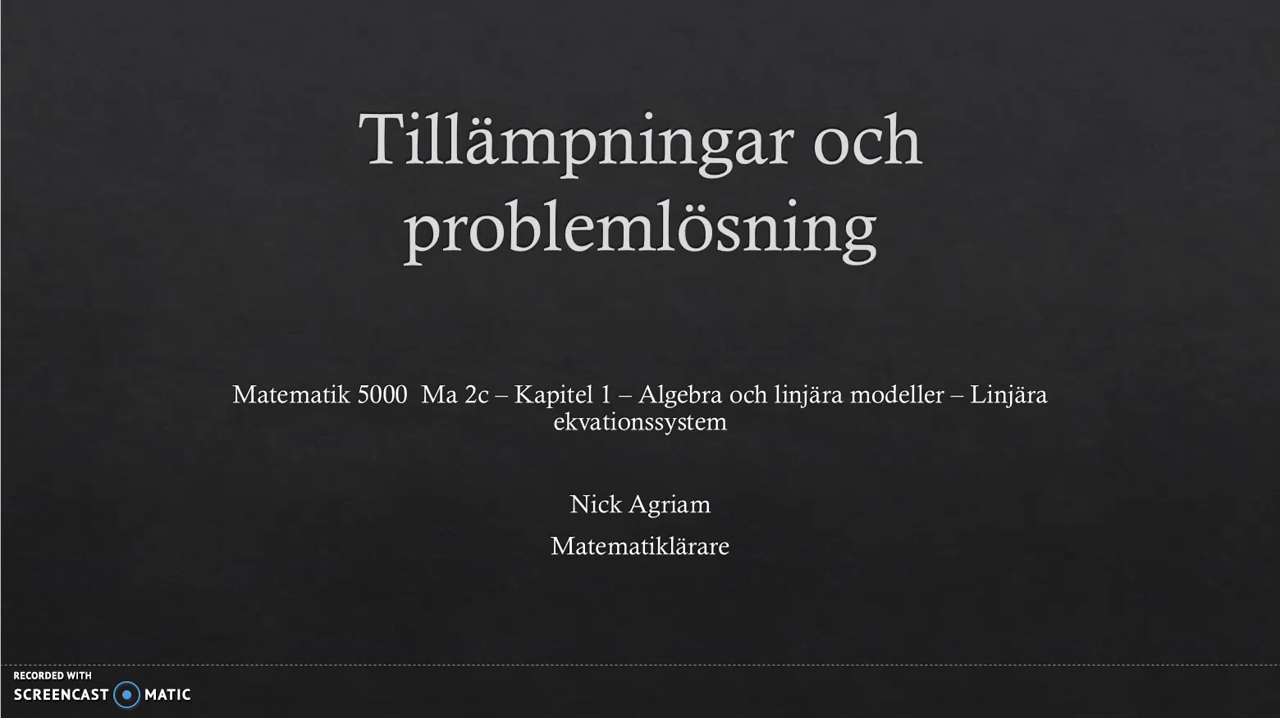 Tillämpningar och
problemlösning
Matematik 5000  Ma 2c – Kapitel 1 – Algebra och linjära modeller – Linjära
ekvationssystem
Nick Agriam
Matematiklärare
RECORDED WITH
SCREENCAST MATIC